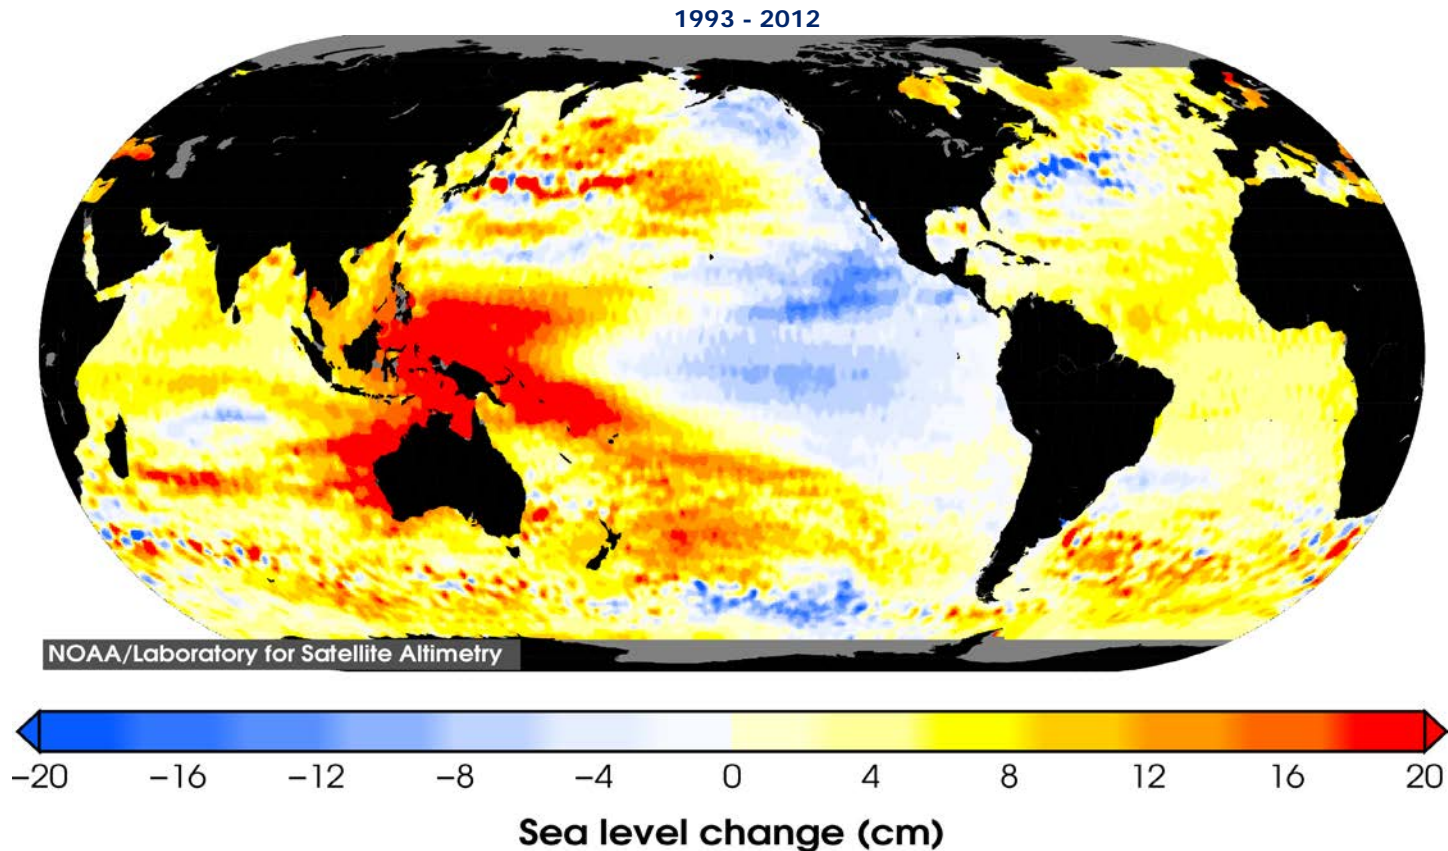 1993 - 2012
NOAA/Laboratory for Satellite Altimetry
−20 −16 −12 −8 −4 0 4 8 12 16 20
Sea level change (cm)